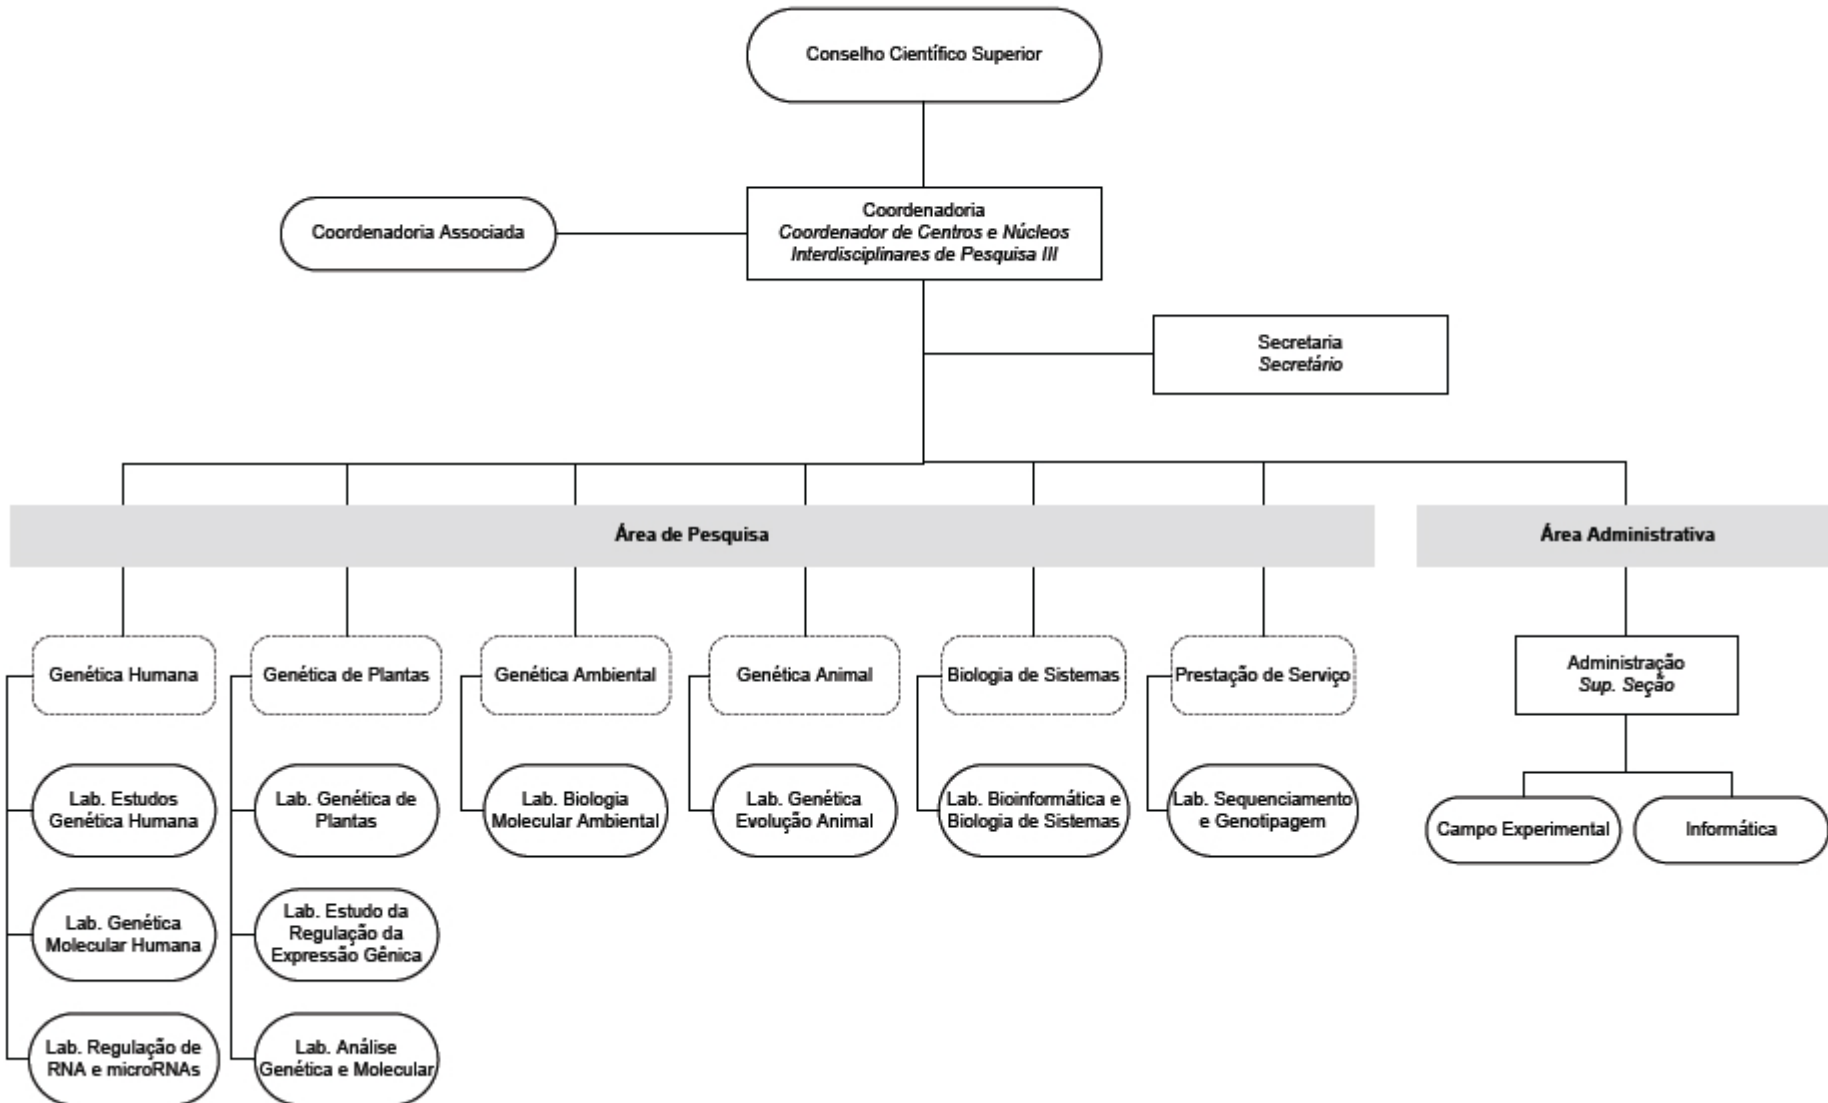 Conselho Científico Superior
Coordenadoria Associada
Coordenadoria
Coordenador de Centros e Núcleos
Interdisciplinares de Pesquisa III
Secretaria
Secretário
Área de Pesquisa
Área Administrativa
Genética Humana
Genética de Plantas
Genética Ambiental
Genética Animal
Biologia de Sistemas
Prestação de Serviço
Administração
Sup. Seção
Lab. Estudos
Genética Humana
Lab. Genética de
Plantas
Lab. Biologia
Molecular Ambiental
Lab. Genética
Evolução Animal
Lab. Bioinformática e
Biologia de Sistemas
Lab. Sequenciamento
e Genotipagem
Campo Experimental
Informática
Lab. Genética
Molecular Humana
Lab. Estudo da
Regulação da
Expressão Gênica
Lab. Regulação de
RNA e microRNAs
Lab. Análise
Genética e Molecular